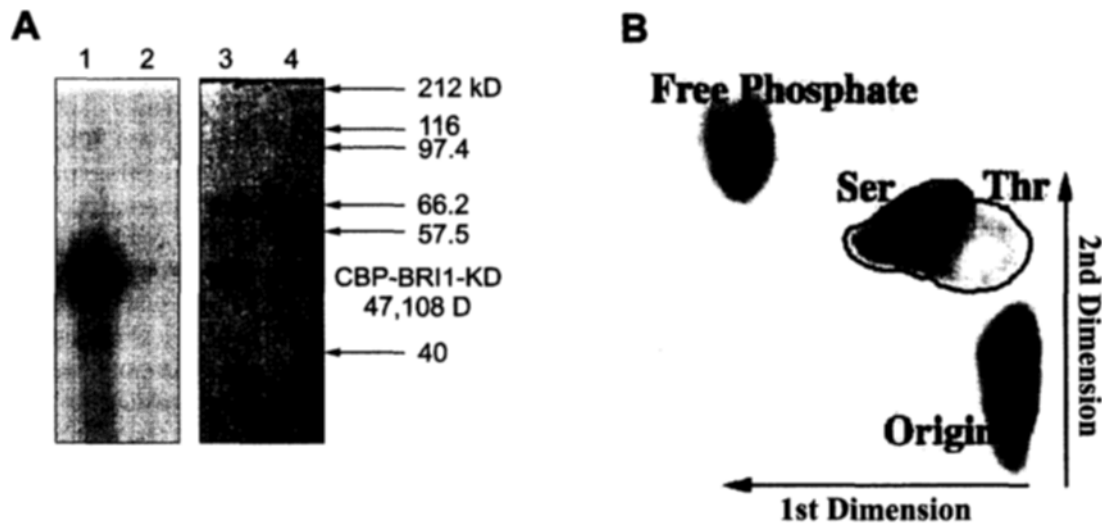 A
1 2 3 4
212 kD
116
97.4
66.2
57.5
CBP-BRI1-KD
47,108 D
40
B
Free Phosphate
Ser Thr
Origin
1st Dimension
2nd Dimension